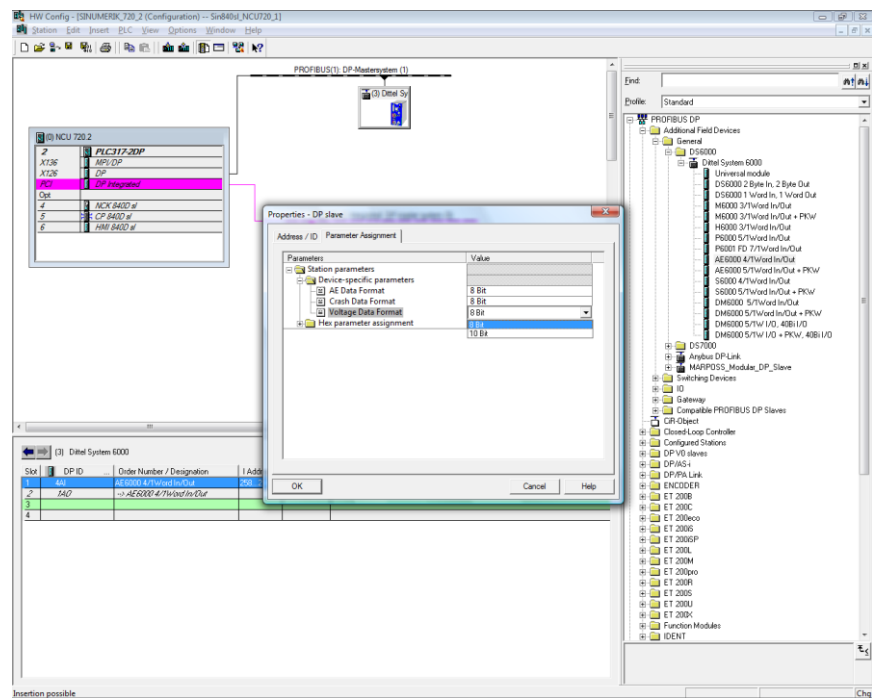 HW Config - [SINUMERIK_720_2 (Configuration) -- Sin840sl_NCU720_1]
Station Edit Insert PLC View Options Window Help
PROFIBUS(1): DP-Mastersystem (1)
(3) Dittel Sy
(0) NCU 720.2
2 PLC317-2DP
X136 MPI/DP
X126 DP
PCI DP integrated
Opt
4 NCK 840D sl
5 CP 840D sl
6 HMI 840D sl
Properties - DP slave
Address / ID Parameter Assignment
Parameters Value
Station parameters
Device-specific parameters
AE Data Format 8 Bit
Crash Data Format 8 Bit
Voltage Data Format 8 Bit
8 Bit
10 Bit
Hex parameter assignment
OK Cancel Help
(3) Dittel System 6000
Slot DP ID ... Order Number / Designation I Addr
1 4AI AE6000 4/1Word In/Out
2 1AO --> AE6000 4/1Word In/Out
3
4
Find:
Profile: Standard
PROFIBUS DP
Additional Field Devices
General
DS6000
Dittel System 6000
Universal module
DS6000 2 Byte In, 2 Byte Out
DS6000 1 Word In, 1 Word Out
M6000 3/1Word In/Out
M6000 3/1Word In/Out + PKW
H6000 3/1Word In/Out
P6000 5/1Word In/Out
P6001 FD 7/1Word In/Out
AE6000 4/1Word In/Out
AE6000 5/1Word In/Out + PKW
S6000 4/1Word In/Out
S6000 5/1Word In/Out + PKW
DM6000 5/1Word In/Out
DM6000 5/1Word In/Out + PKW
DM6000 5/1W I/O, 40Bi I/O
DM6000 5/1W I/O + PKW, 40Bi I/O
DS7000
Anybus DP-Link
MARPOSS_Modular_DP_Slave
Switching Devices
IO
Gateway
Compatible PROFIBUS DP Slaves
CiR-Object
Closed-Loop Controller
Configured Stations
DP V0 slaves
DP/AS-i
DP/PA Link
ENCODER
ET 200B
ET 200C
ET 200eco
ET 200iS
ET 200iSP
ET 200L
ET 200M
ET 200pro
ET 200R
ET 200S
ET 200U
ET 200X
Function Modules
IDENT
Insertion possible
Chg